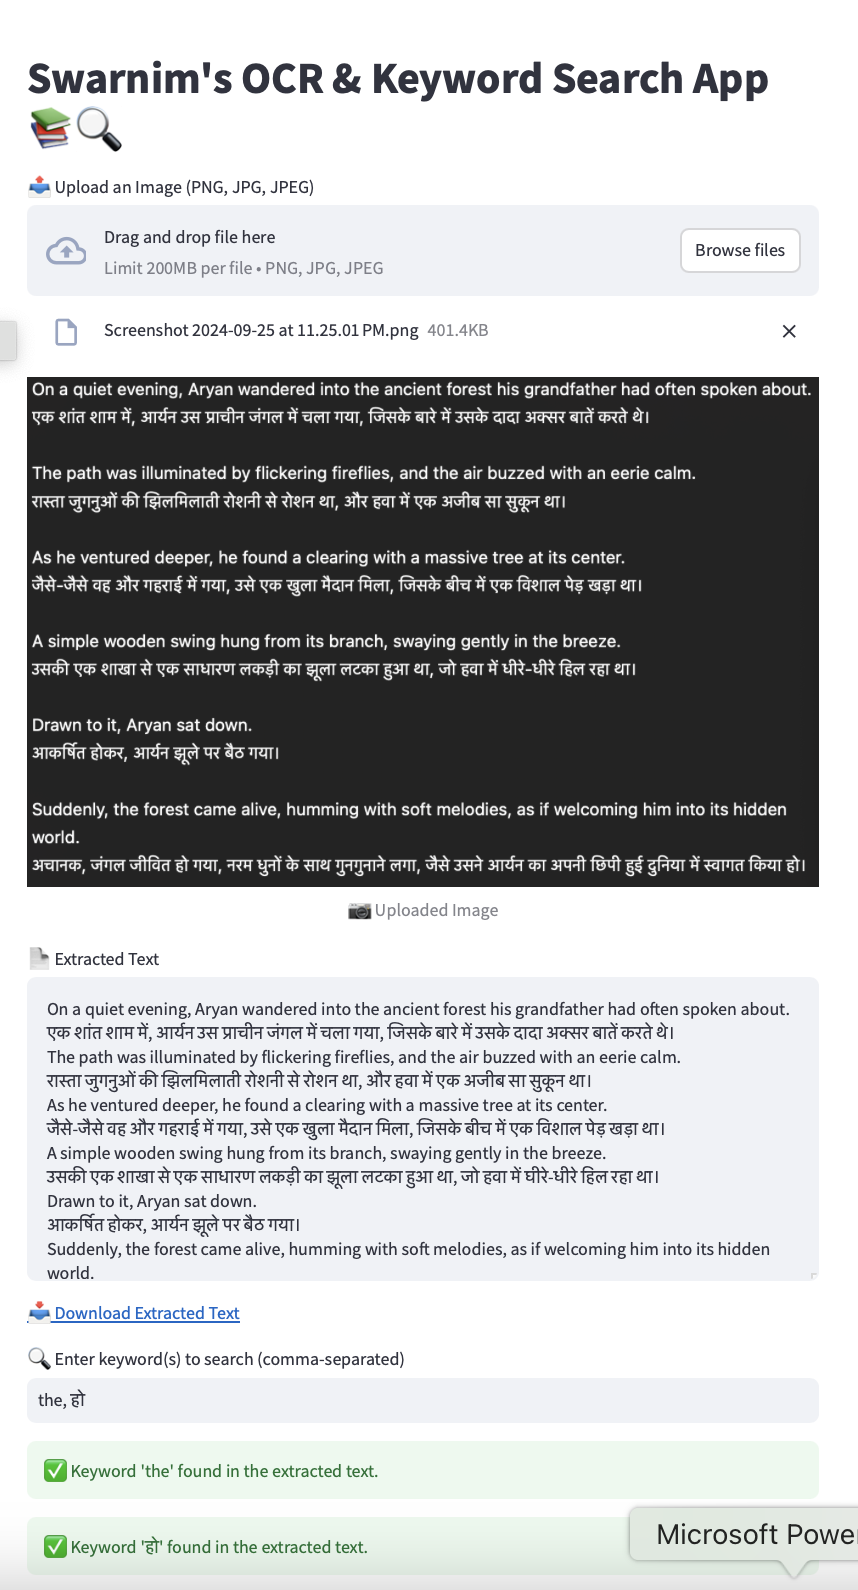 Swarnim's OCR & Keyword Search App
📚🔍
📤 Upload an Image (PNG, JPG, JPEG)
Drag and drop file here
Limit 200MB per file • PNG, JPG, JPEG
Browse files
Screenshot 2024-09-25 at 11.25.01 PM.png 401.4KB
On a quiet evening, Aryan wandered into the ancient forest his grandfather had often spoken about.
एक शांत शाम में, आर्यन उस प्राचीन जंगल में चला गया, जिसके बारे में उसके दादा अक्सर बातें करते थे।
The path was illuminated by flickering fireflies, and the air buzzed with an eerie calm.
रास्ता जुगनुओं की झिलमिलाती रोशनी से रोशन था, और हवा में एक अजीब सा सुकून था।
As he ventured deeper, he found a clearing with a massive tree at its center.
जैसे-जैसे वह और गहराई में गया, उसे एक खुला मैदान मिला, जिसके बीच में एक विशाल पेड़ खड़ा था।
A simple wooden swing hung from its branch, swaying gently in the breeze.
उसकी एक शाखा से एक साधारण लकड़ी का झूला लटका हुआ था, जो हवा में धीरे-धीरे हिल रहा था।
Drawn to it, Aryan sat down.
आकर्षित होकर, आर्यन झूले पर बैठ गया।
Suddenly, the forest came alive, humming with soft melodies, as if welcoming him into its hidden
world.
अचानक, जंगल जीवित हो गया, नरम धुनों के साथ गुनगुनाने लगा, जैसे उसने आर्यन का अपनी छिपी हुई दुनिया में स्वागत किया हो।
📷 Uploaded Image
📄 Extracted Text
On a quiet evening, Aryan wandered into the ancient forest his grandfather had often spoken about.
एक शांत शाम में, आर्यन उस प्राचीन जंगल में चला गया, जिसके बारे में उसके दादा अक्सर बातें करते थे।
The path was illuminated by flickering fireflies, and the air buzzed with an eerie calm.
रास्ता जुगनुओं की झिलमिलाती रोशनी से रोशन था, और हवा में एक अजीब सा सुकून था।
As he ventured deeper, he found a clearing with a massive tree at its center.
जैसे-जैसे वह और गहराई में गया, उसे एक खुला मैदान मिला, जिसके बीच में एक विशाल पेड़ खड़ा था।
A simple wooden swing hung from its branch, swaying gently in the breeze.
उसकी एक शाखा से एक साधारण लकड़ी का झूला लटका हुआ था, जो हवा में घीरे-धीरे हिल रहा था।
Drawn to it, Aryan sat down.
आकर्षित होकर, आर्यन झूले पर बैठ गया।
Suddenly, the forest came alive, humming with soft melodies, as if welcoming him into its hidden
world.
📤 Download Extracted Text
🔍 Enter keyword(s) to search (comma-separated)
the, हो
✅ Keyword 'the' found in the extracted text.
✅ Keyword 'हो' found in the extracted text.
Microsoft Power